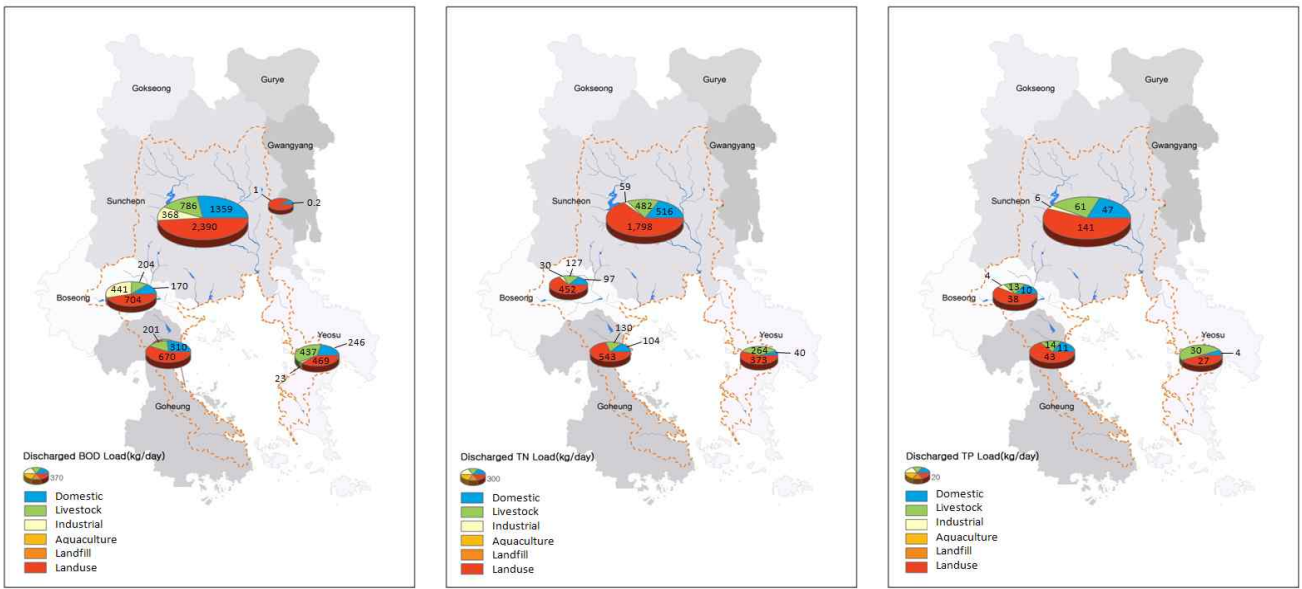 Gokseong
Gurye
Gwangyang
Suncheon
1
786
1359
0.2
368
2,390
204
441
170
Boseong
704
201
310
670
Yeosu
246
437
469
23
Goheung
Discharged BOD Load(kg/day)
370
Domestic
Livestock
Industrial
Aquaculture
Landfill
Landuse
Gokseong
Gurye
Gwangyang
59
Suncheon
482
516
1,798
30
127
97
452
Boseong
130
104
543
Yeosu
264
40
373
Goheung
Discharged TN Load(kg/day)
300
Domestic
Livestock
Industrial
Aquaculture
Landfill
Landuse
Gokseong
Gurye
Gwangyang
6
Suncheon
61
47
141
4
13
10
Boseong
38
14
11
43
Yeosu
30
4
27
Goheung
Discharged TP Load(kg/day)
20
Domestic
Livestock
Industrial
Aquaculture
Landfill
Landuse